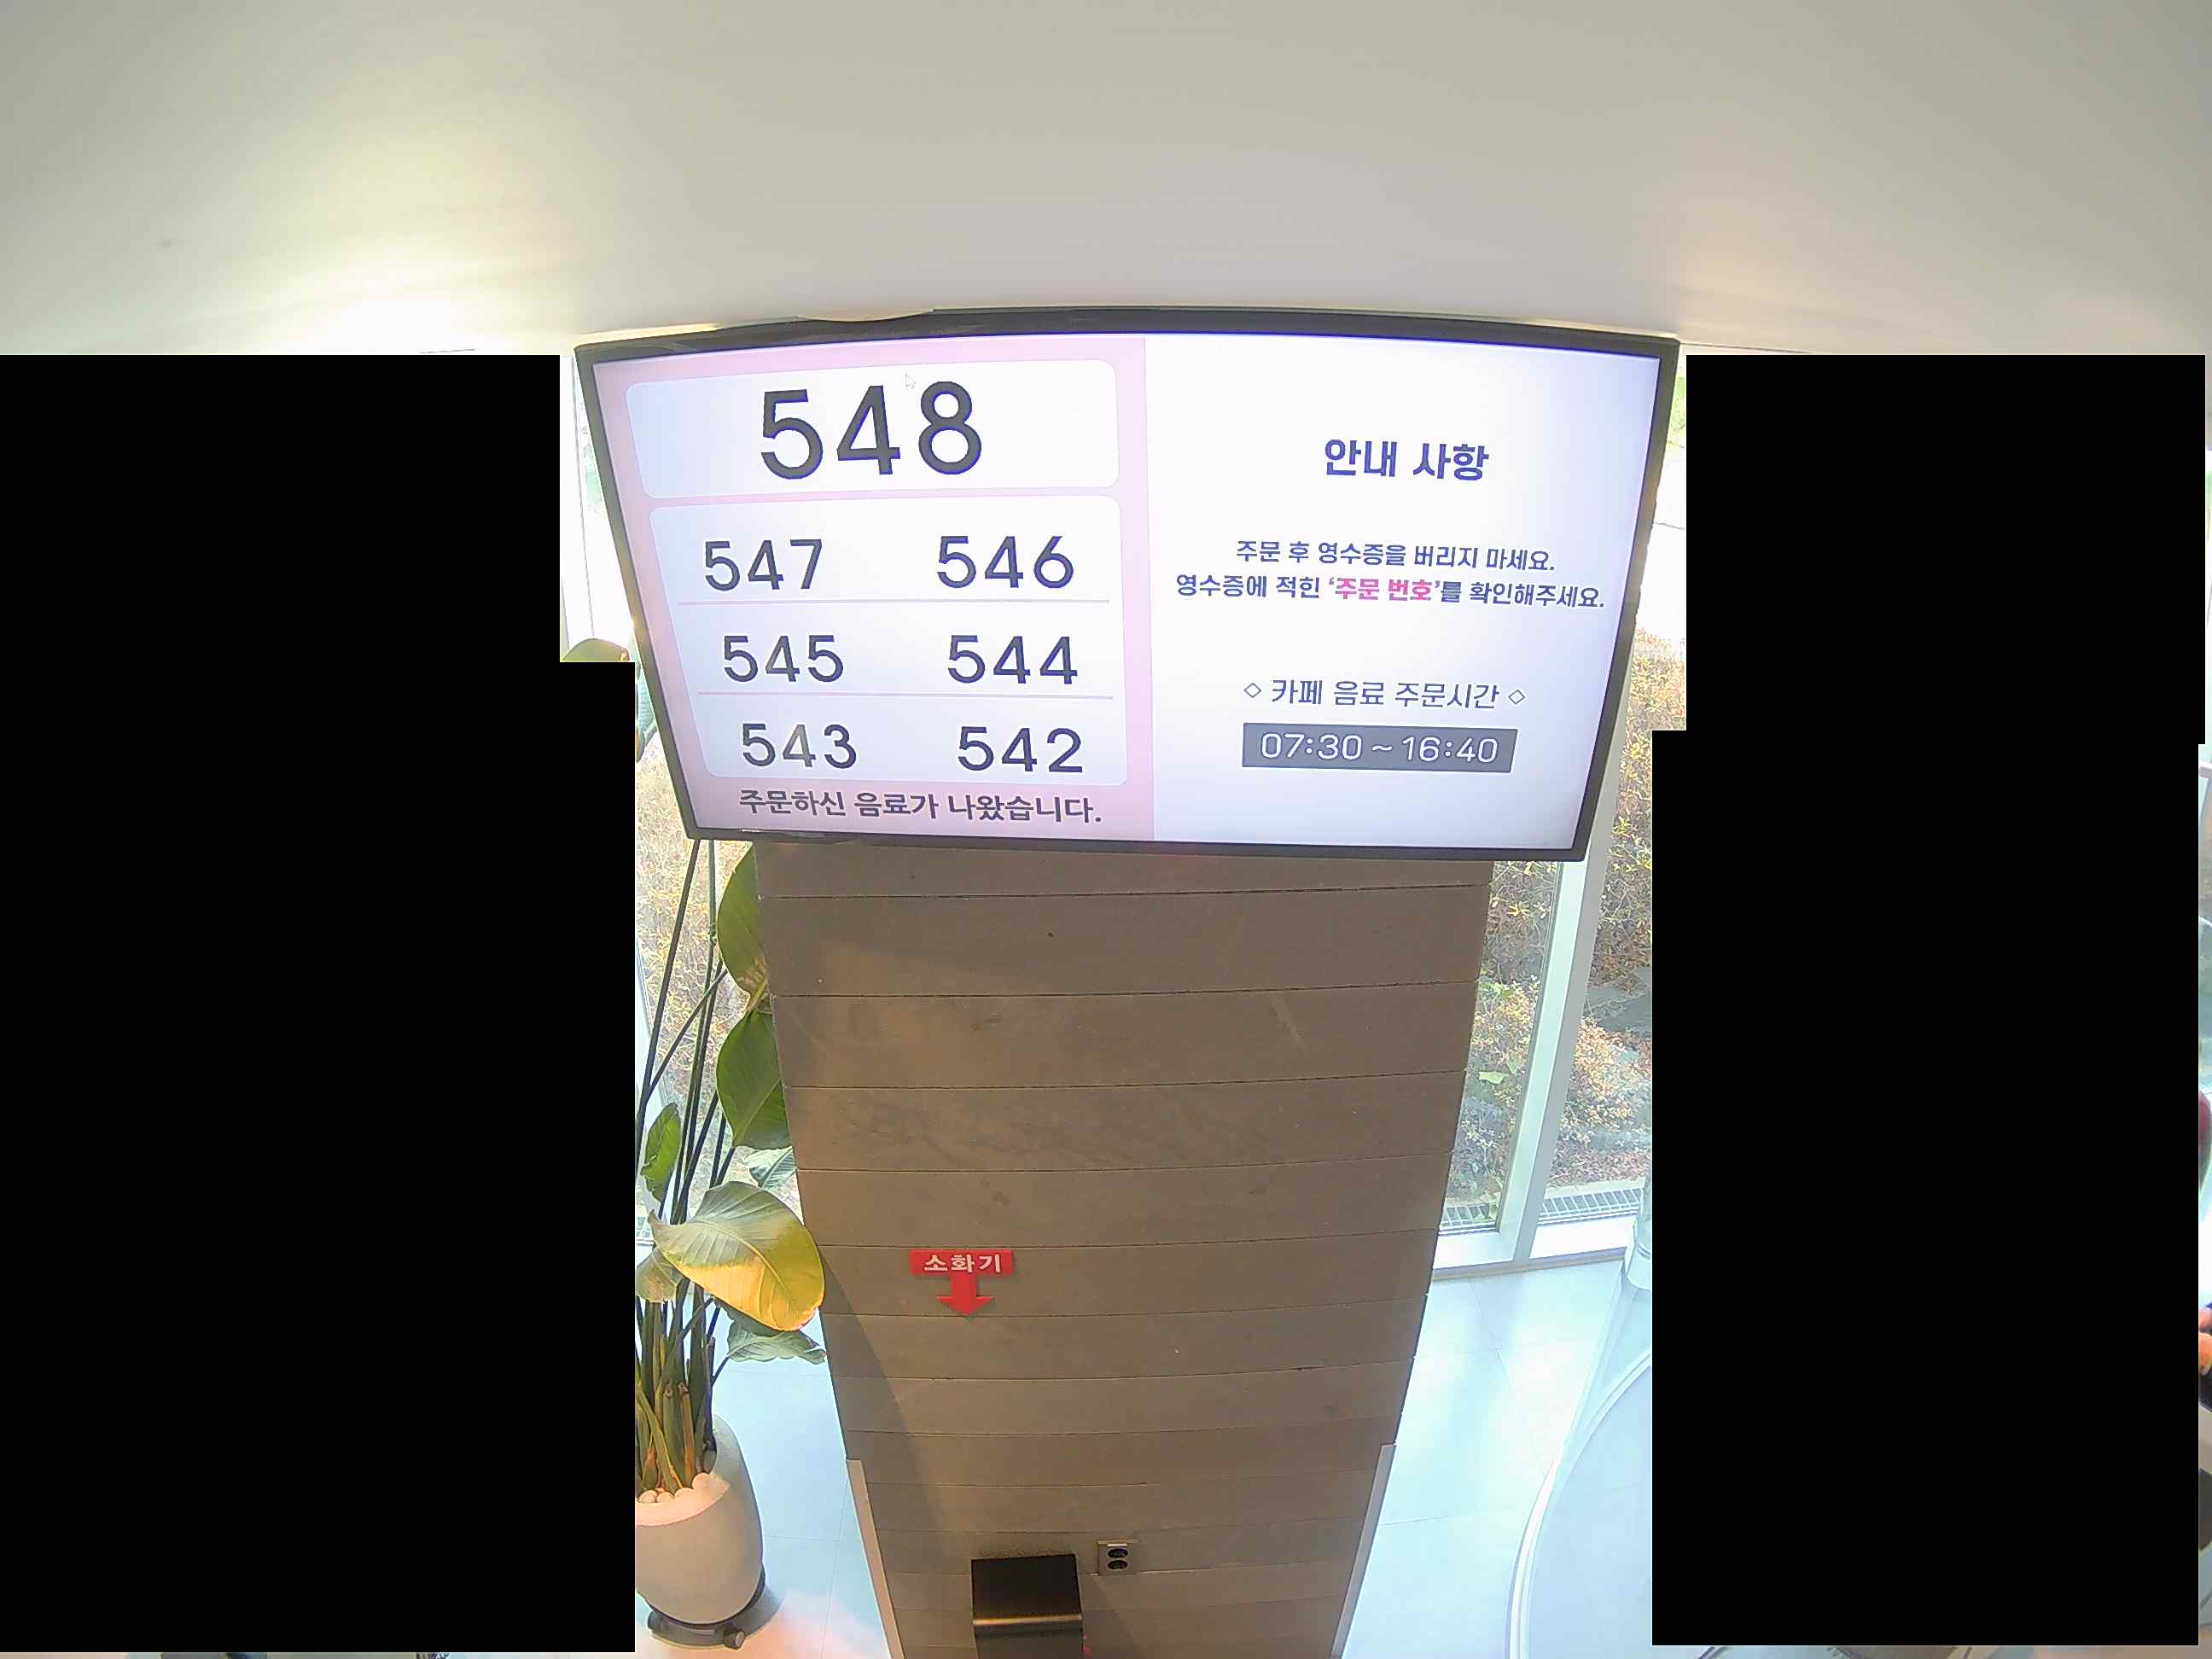 548
547 546
545 544
543 542
주문하신 음료가 나왔습니다.
안내 사항
주문 후 영수증을 버리지 마세요.
영수증에 적힌 '주문 번호'를 확인해주세요.
◇ 카페 음료 주문시간 ◇
07:30 ~ 16:40
소화기